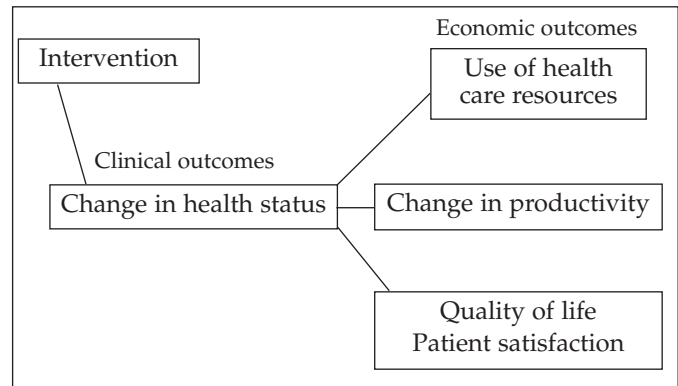 Economic outcomes
Intervention
Use of health
care resources
Clinical outcomes
Change in health status
Change in productivity
Quality of life
Patient satisfaction